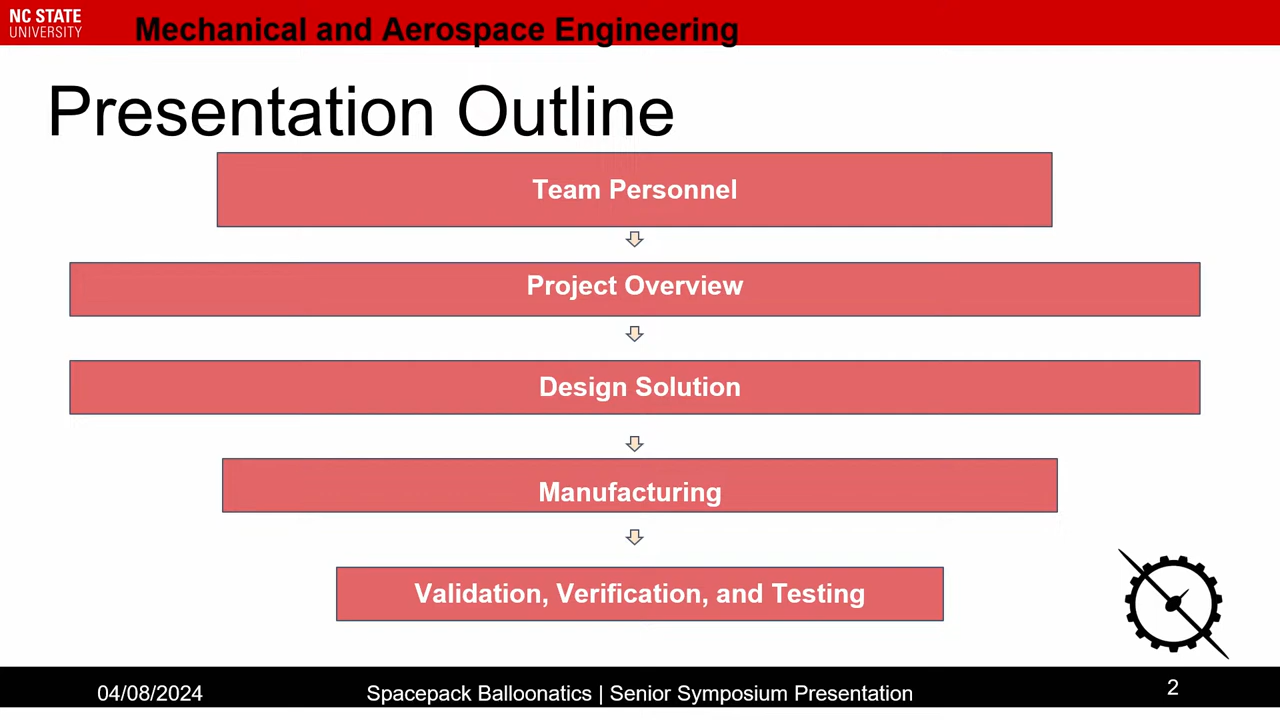 NC STATE
UNIVERSITY
Mechanical and Aerospace Engineering
Presentation Outline
Team Personnel
Project Overview
Design Solution
Manufacturing
Validation, Verification, and Testing
04/08/2024
Spacepack Balloonatics | Senior Symposium Presentation
2